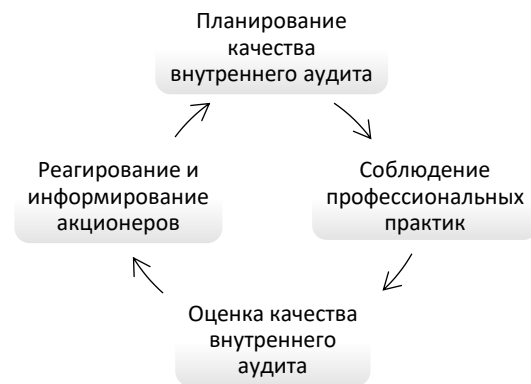 Планирование
качества
внутреннего аудита
Соблюдение
профессиональных
практик
Оценка качества
внутреннего
аудита
Реагирование и
информирование
акционеров